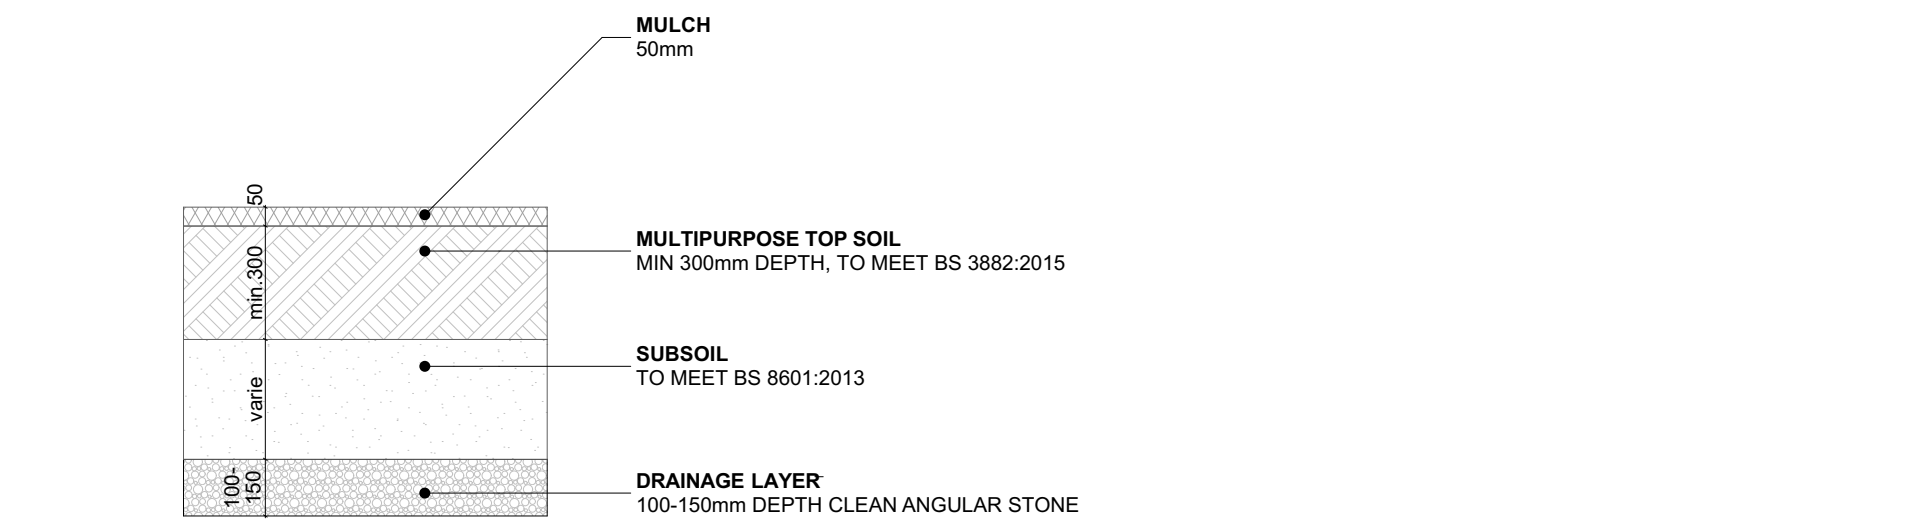 MULCH
50mm
50
MULTIPURPOSE TOP SOIL
MIN 300mm DEPTH, TO MEET BS 3882:2015
min.300
SUBSOIL
TO MEET BS 8601:2013
varie
DRAINAGE LAYER
100-150mm DEPTH CLEAN ANGULAR STONE
100-
150